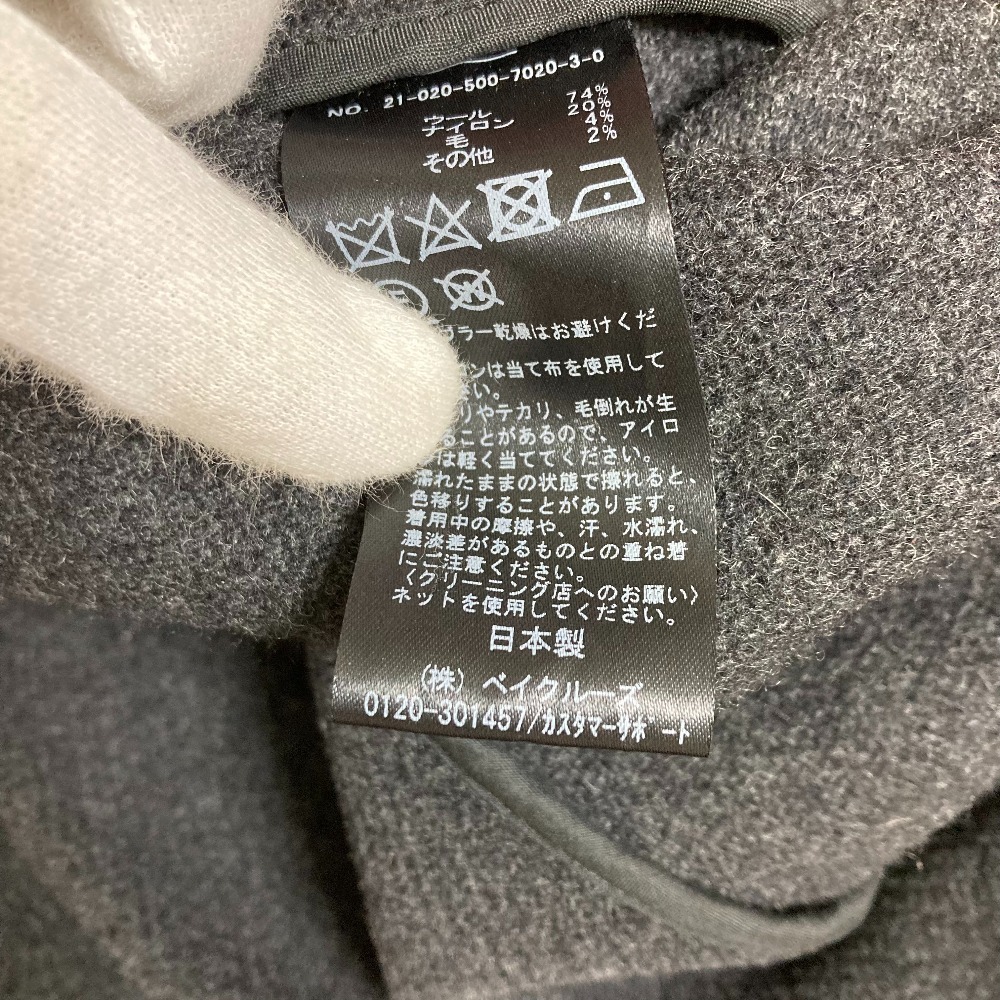 NO. 21-020-500-7020-3-0
ウール 74%
ナイロン 20%
毛 4%
その他 2%
ラー乾燥はお避けくだ
ンは当て布を使用して
さい。
りやテカリ、毛倒れが生
ることがあるので、アイロ
は軽く当ててください。
濡れたままの状態で擦れると、
色移りすることがあります。
着用中の摩擦や、汗、水濡れ、
濃淡差があるものとの重ね着
にご注意ください。
〈クリーニング店へのお願い〉
ネットを使用してください。
日本製
(株) ベイクルーズ
0120-301457/カスタマーサポート